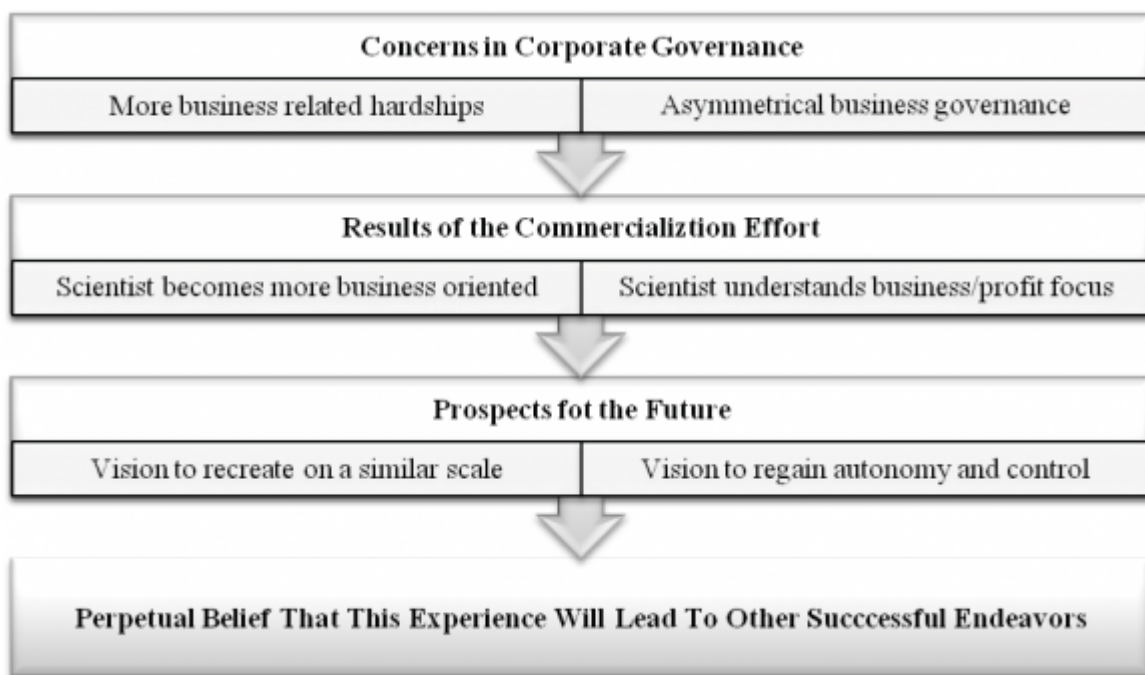 Concerns in Corporate Governance
More business related hardships
Asymmetrical business governance
Results of the Commercializtion Effort
Scientist becomes more business oriented
Scientist understands business/profit focus
Prospects fot the Future
Vision to recreate on a similar scale
Vision to regain autonomy and control
Perpetual Belief That This Experience Will Lead To Other Succcessful Endeavors